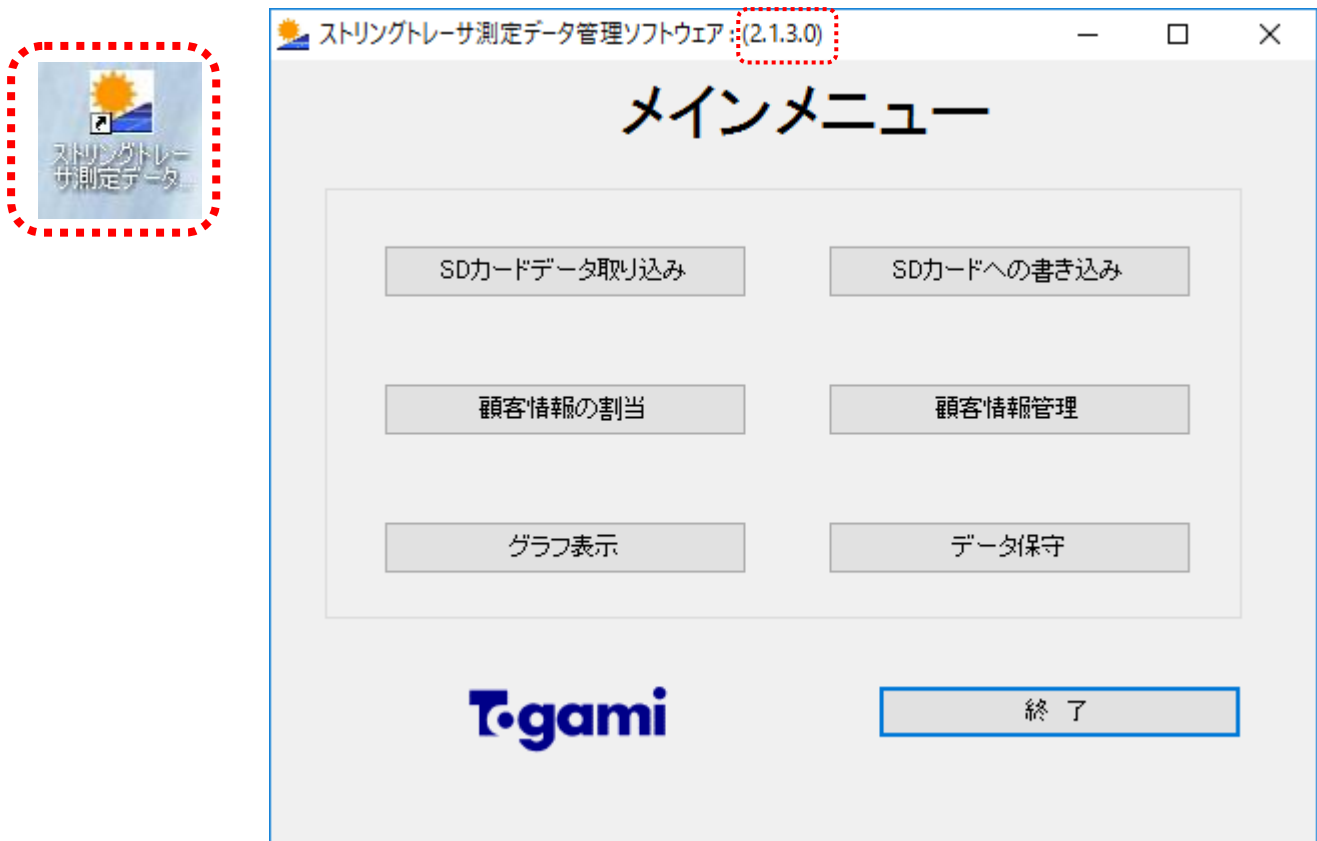 ストリングトレー
サ測定データ...
ストリングトレーサ測定データ管理ソフトウェア : (2.1.3.0)
メインメニュー
SDカードデータ取り込み
SDカードへの書き込み
顧客情報の割当
顧客情報管理
グラフ表示
データ保守
Togami
終 了